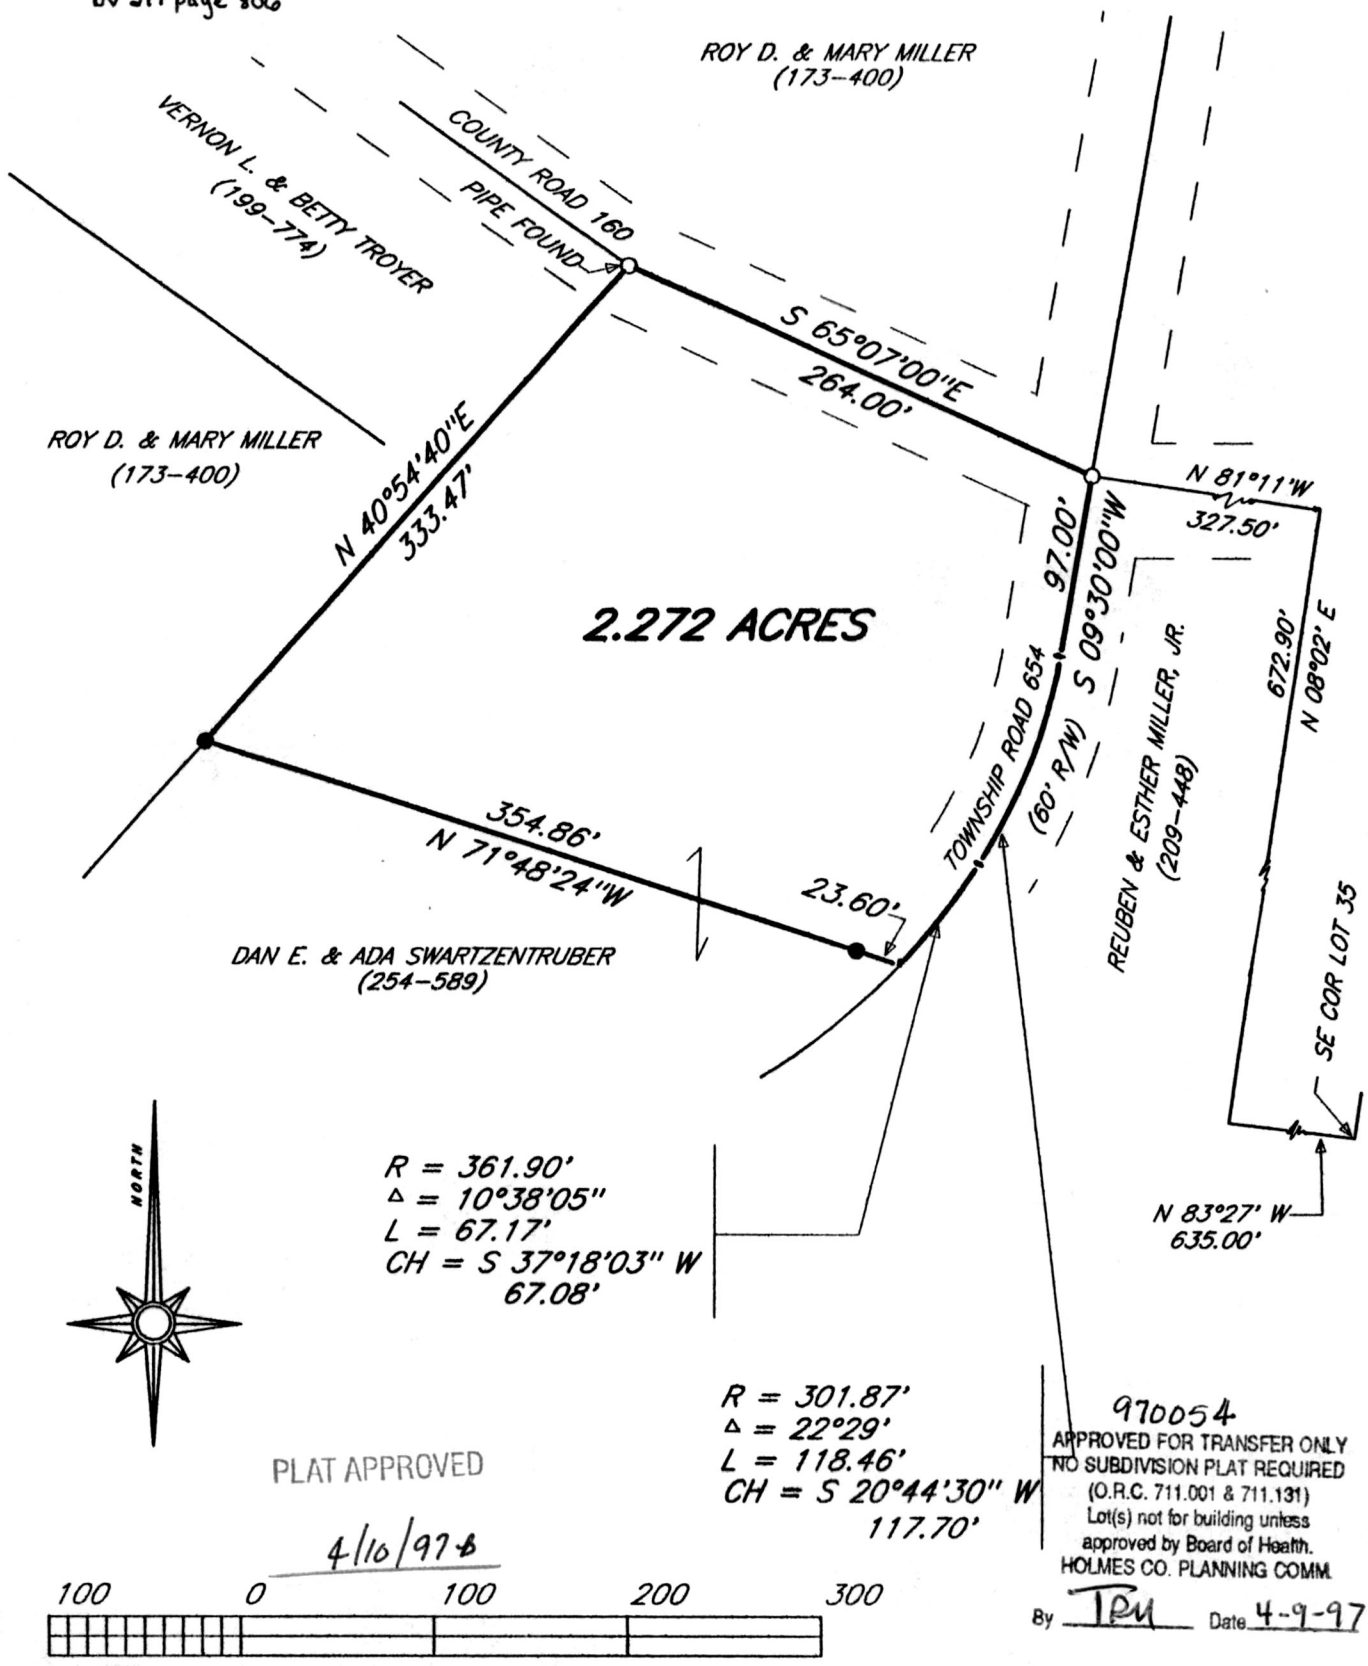 page 806
ROY D. & MARY MILLER
(173-400)
VERNON L. & BETTY TROYER
(199-774)
COUNTY ROAD 160
PIPE FOUND
S 65°07'00"E
264.00'
ROY D. & MARY MILLER
(173-400)
N 40°54'40"E
333.47'
N 81°11'W
327.50'
97.00'
S 09°30'00"W
2.272 ACRES
672.90'
N 08°02' E
TOWNSHIP ROAD 654
(60' R/W)
REUBEN & ESTHER MILLER, JR.
(209-448)
354.86'
N 71°48'24"W
23.60'
DAN E. & ADA SWARTZENTRUBER
(254-589)
SE COR LOT 35
NORTH
R = 361.90'
Δ = 10°38'05"
L = 67.17'
CH = S 37°18'03" W
67.08'
N 83°27' W
635.00'
R = 301.87'
Δ = 22°29'
L = 118.46'
CH = S 20°44'30" W
117.70'
970054
APPROVED FOR TRANSFER ONLY
NO SUBDIVISION PLAT REQUIRED
(O.R.C. 711.001 & 711.131)
Lot(s) not for building unless
approved by Board of Health.
HOLMES CO. PLANNING COMM.
By Date 4-9-97
PLAT APPROVED
4/10/97
100 0 100 200 300